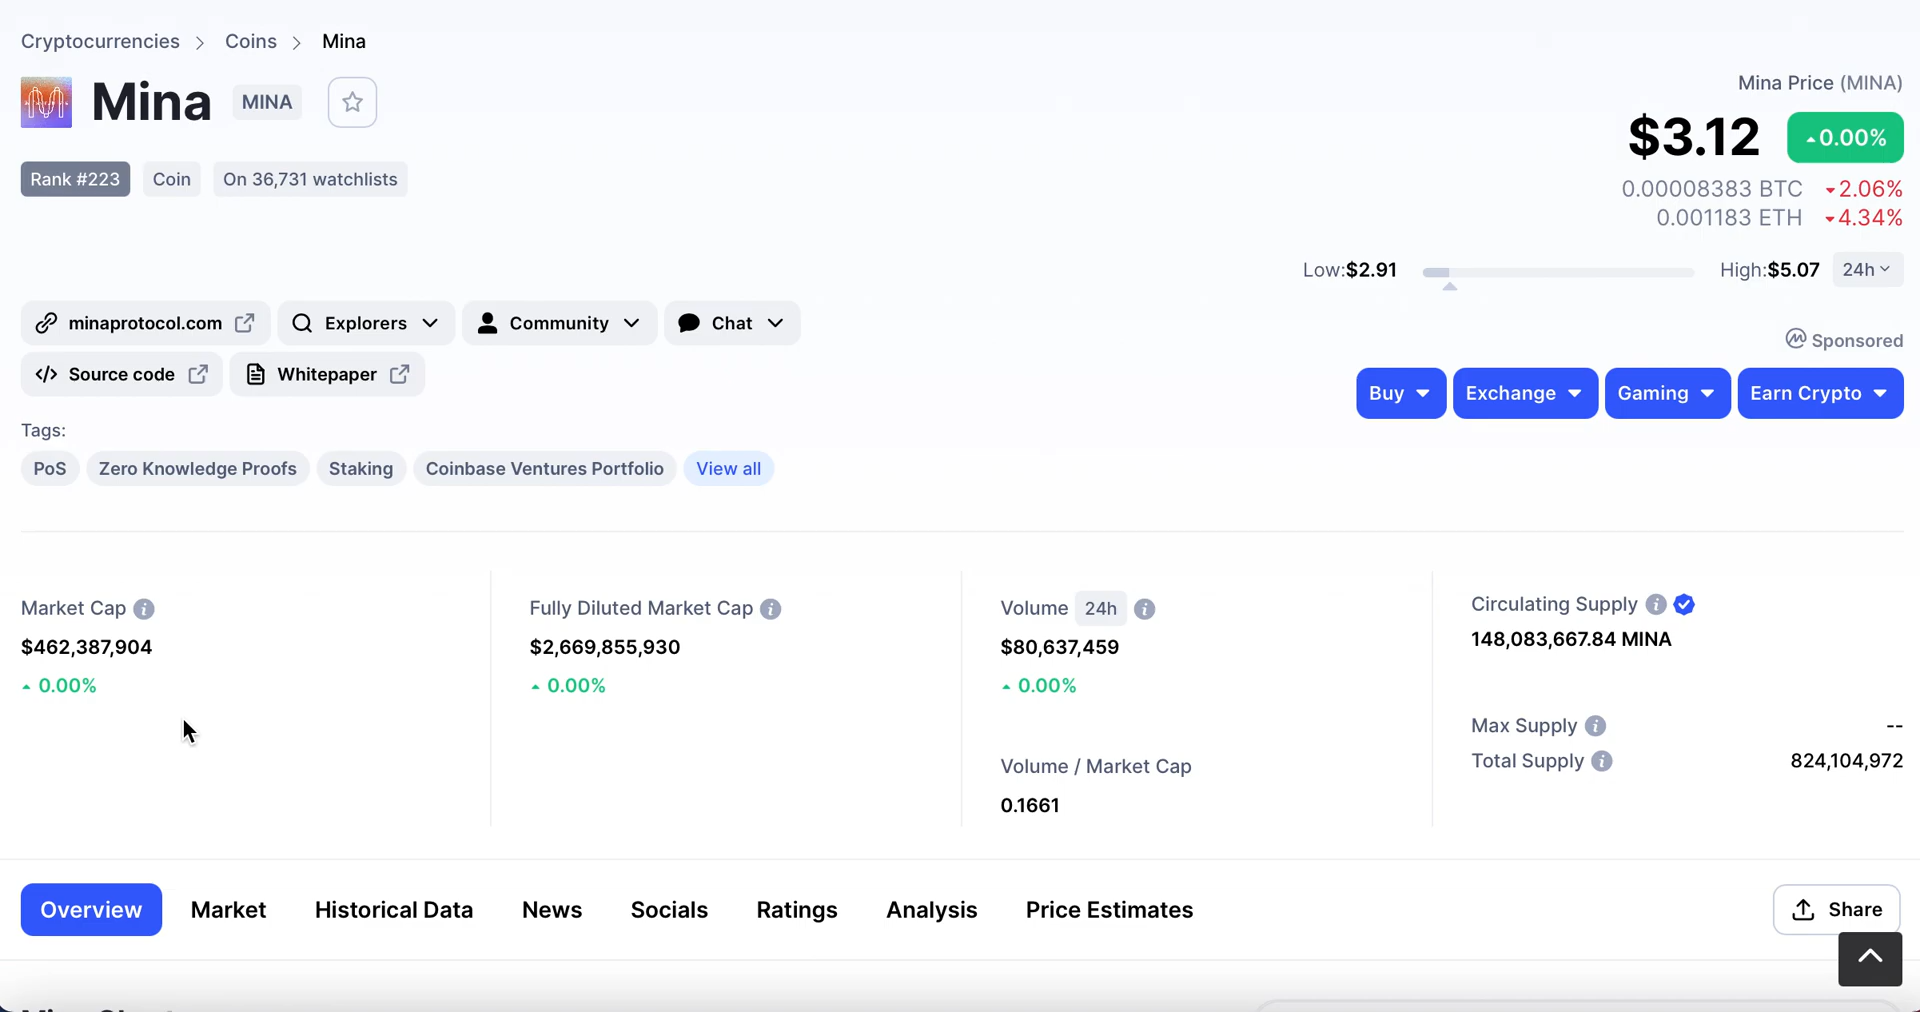 Cryptocurrencies > Coins > Mina
Mina MINA
Rank #223 Coin On 36,731 watchlists
Mina Price (MINA)
$3.12 0.00%
0.00008383 BTC 2.06%
0.001183 ETH 4.34%
Low:$2.91 High:$5.07 24h
minaprotocol.com Explorers Community Chat
Source code Whitepaper
Sponsored
Buy Exchange Gaming Earn Crypto
Tags:
PoS Zero Knowledge Proofs Staking Coinbase Ventures Portfolio View all
Market Cap
$462,387,904
0.00%
Fully Diluted Market Cap
$2,669,855,930
0.00%
Volume 24h
$80,637,459
0.00%
Volume / Market Cap
0.1661
Circulating Supply
148,083,667.84 MINA
Max Supply --
Total Supply 824,104,972
Overview Market Historical Data News Socials Ratings Analysis Price Estimates Share